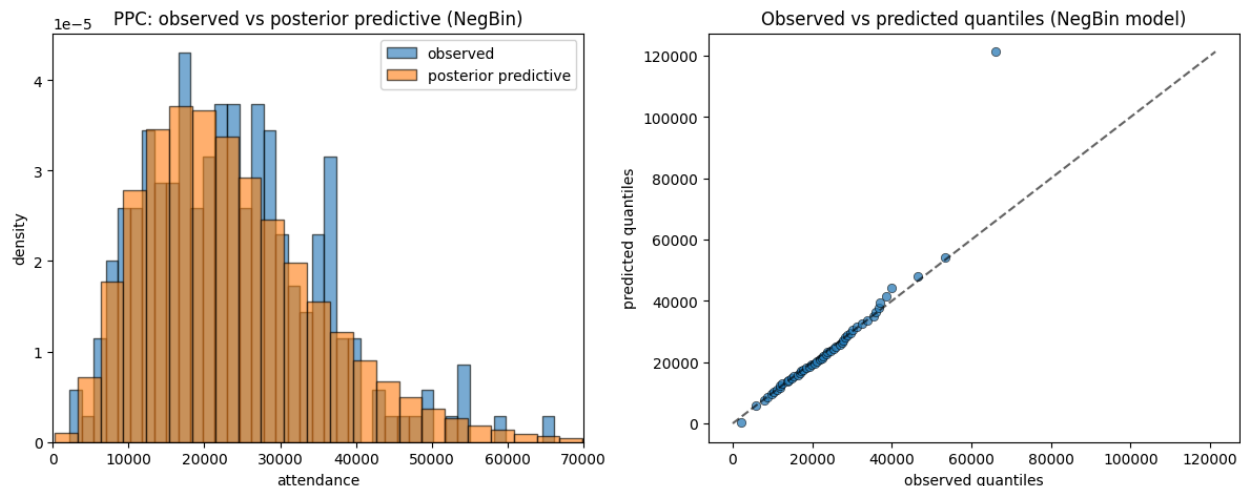 PPC: observed vs posterior predictive (NegBin)
1e−5
observed
posterior predictive
4
3
2
1
0
density
0 10000 20000 30000 40000 50000 60000 70000
attendance
Observed vs predicted quantiles (NegBin model)
120000
100000
80000
60000
40000
20000
0
predicted quantiles
0 20000 40000 60000 80000 100000 120000
observed quantiles